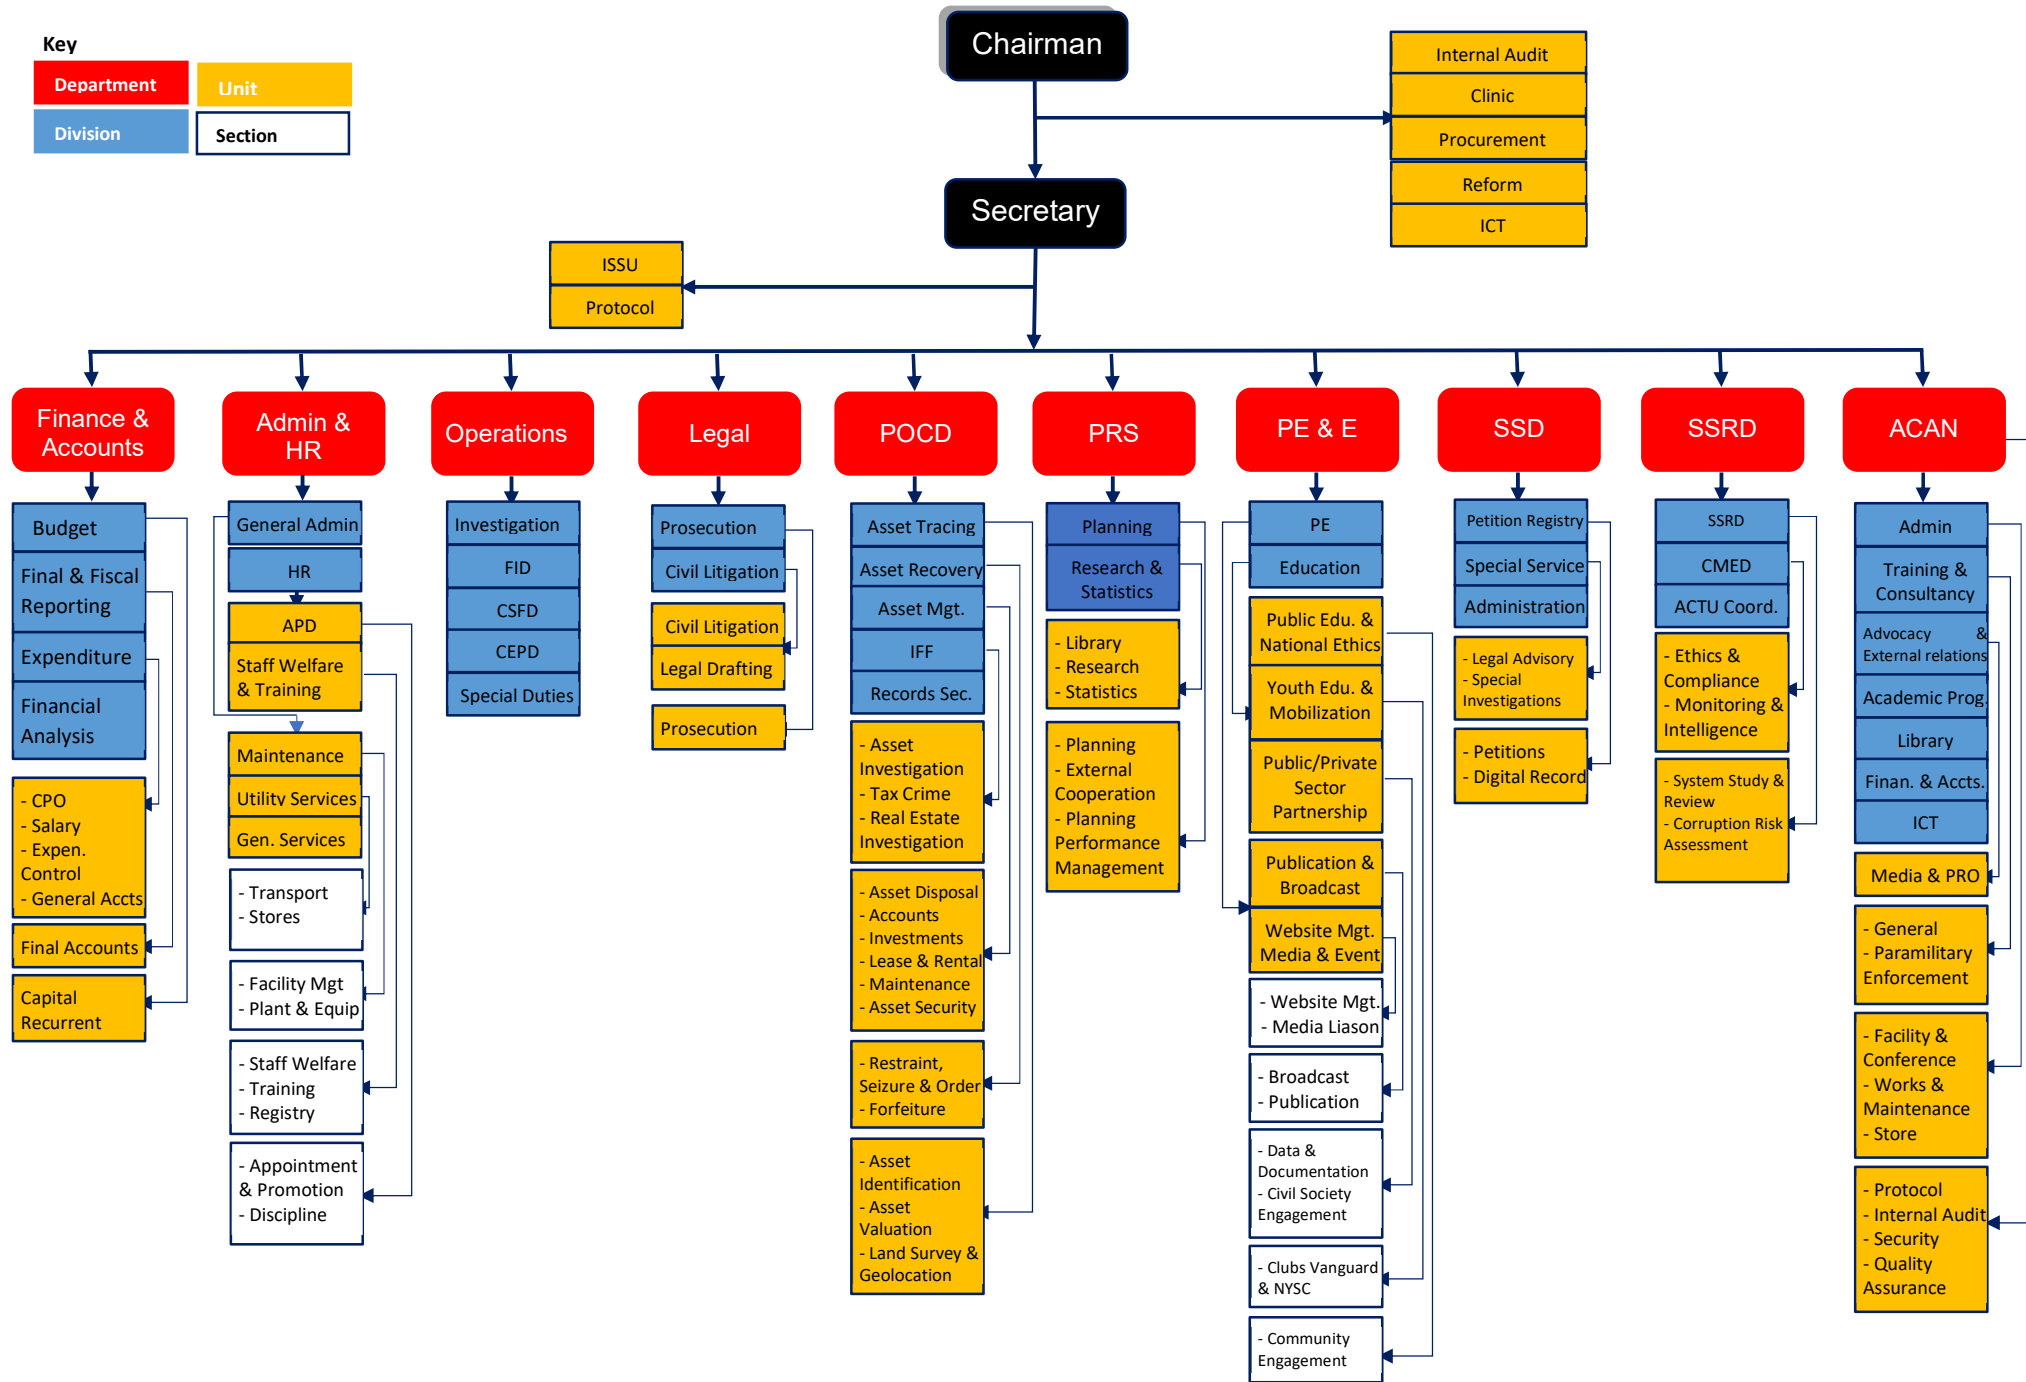 Key
Department
Unit
Division
Section
Chairman
Internal Audit
Clinic
Procurement
Reform
ICT
Secretary
ISSU
Protocol
Finance &
Accounts
Budget
Final & Fiscal
Reporting
Expenditure
Financial
Analysis
- CPO
- Salary
- Expen.
Control
- General Accts
Final Accounts
Capital
Recurrent
Admin &
HR
General Admin
HR
APD
Staff Welfare
& Training
Maintenance
Utility Services
Gen. Services
- Transport
- Stores
- Facility Mgt
- Plant & Equip
- Staff Welfare
- Training
- Registry
- Appointment
& Promotion
- Discipline
Operations
Investigation
FID
CSFD
CEPD
Special Duties
Legal
Prosecution
Civil Litigation
Civil Litigation
Legal Drafting
Prosecution
POCD
Asset Tracing
Asset Recovery
Asset Mgt.
IFF
Records Sec.
- Asset
Investigation
- Tax Crime
- Real Estate
Investigation
- Asset Disposal
- Accounts
- Investments
- Lease & Rental
- Maintenance
- Asset Security
- Restraint,
Seizure & Order
- Forfeiture
- Asset
Identification
- Asset
Valuation
- Land Survey &
Geolocation
PRS
Planning
Research &
Statistics
- Library
- Research
- Statistics
- Planning
- External
Cooperation
- Planning
Performance
Management
PE & E
PE
Education
Public Edu. &
National Ethics
Youth Edu. &
Mobilization
Public/Private
Sector
Partnership
Publication &
Broadcast
Website Mgt.
Media & Event
- Website Mgt.
- Media Liason
- Broadcast
- Publication
- Data &
Documentation
- Civil Society
Engagement
- Clubs Vanguard
& NYSC
- Community
Engagement
SSD
Petition Registry
Special Service
Administration
- Legal Advisory
- Special
Investigations
- Petitions
- Digital Record
SSRD
SSRD
CMED
ACTU Coord.
- Ethics &
Compliance
- Monitoring &
Intelligence
- System Study &
Review
- Corruption Risk
Assessment
ACAN
Admin
Training &
Consultancy
Advocacy &
External relations
Academic Prog.
Library
Finan. & Accts.
ICT
Media & PRO
- General
- Paramilitary
Enforcement
- Facility &
Conference
- Works &
Maintenance
- Store
- Protocol
- Internal Audit
- Security
- Quality
Assurance